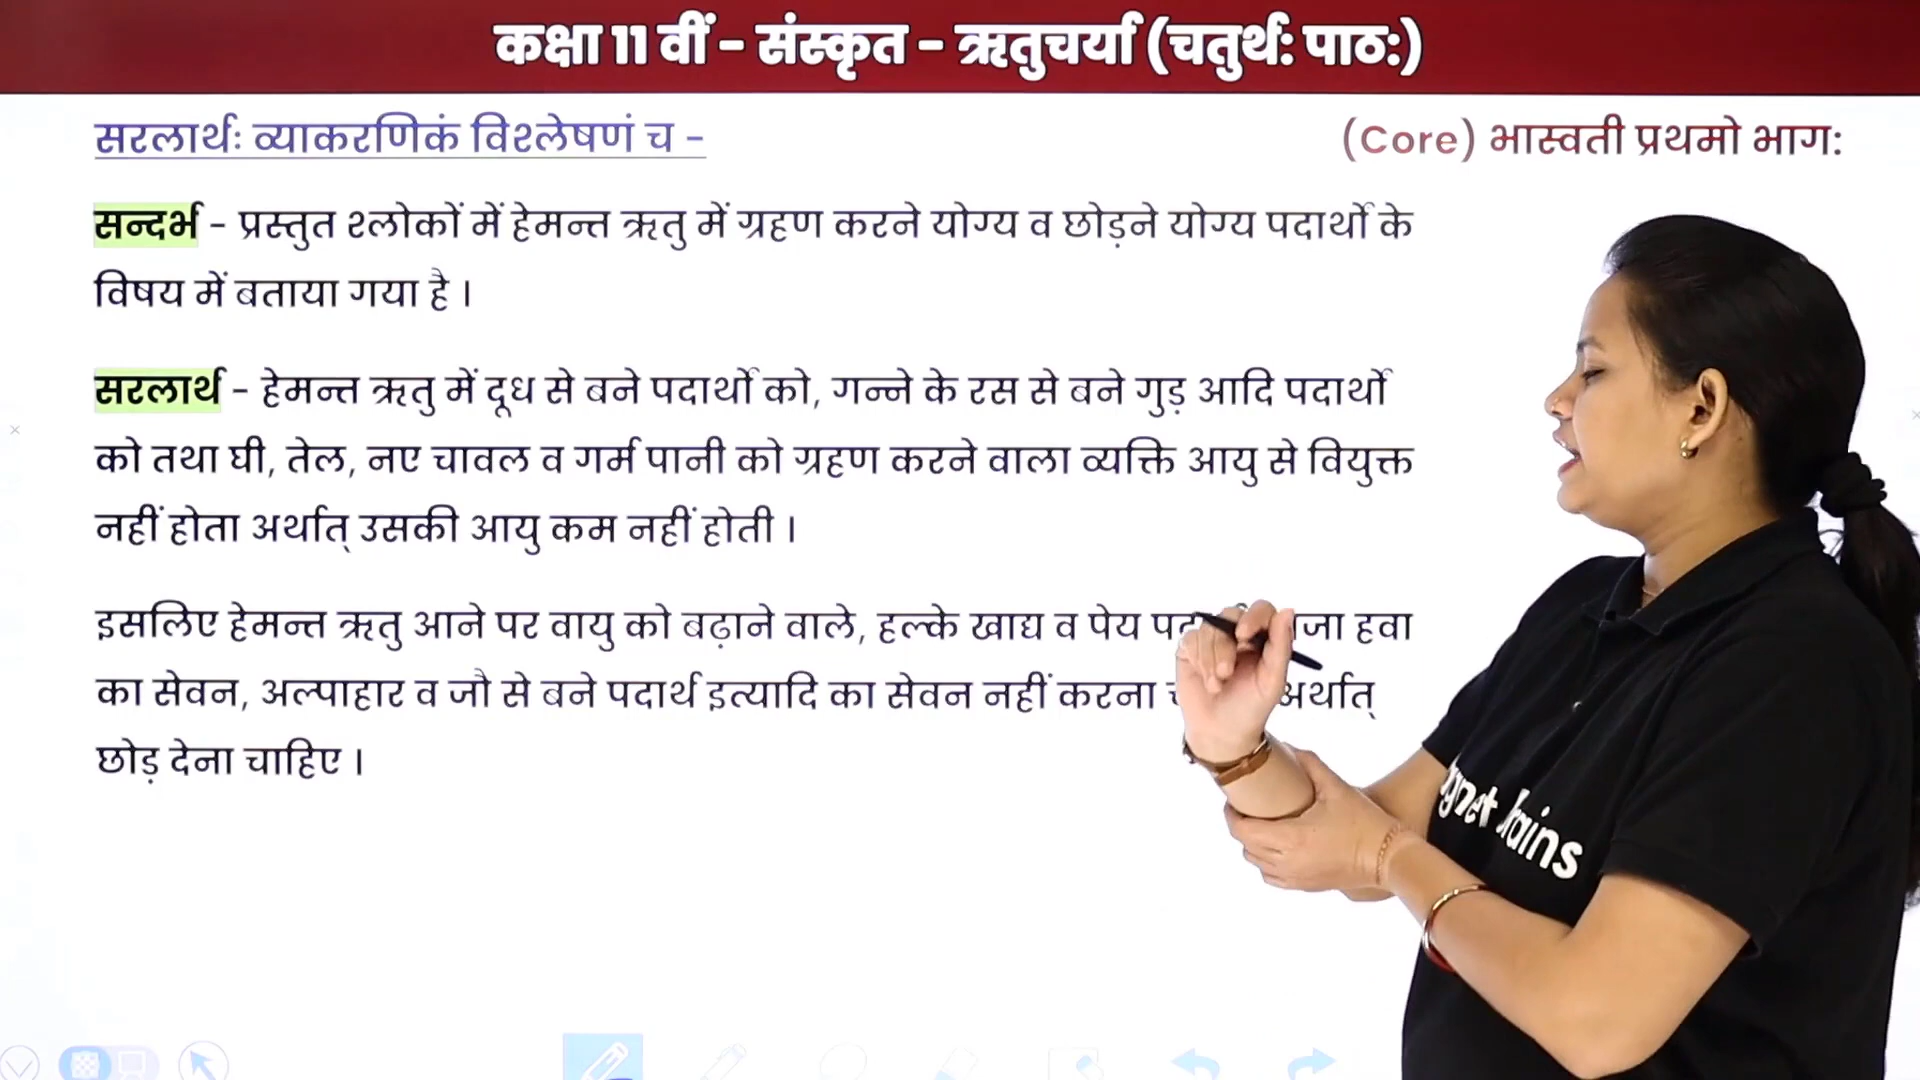 कक्षा 11 वीं - संस्कृत - ऋतुचर्या (चतुर्थ: पाठ:)
सरलार्थः व्याकरणिकं विश्लेषणं च -
(Core) भास्वती प्रथमो भाग:
सन्दर्भ - प्रस्तुत श्लोकों में हेमन्त ऋतु में ग्रहण करने योग्य व छोड़ने योग्य पदार्थों के
विषय में बताया गया है ।
सरलार्थ - हेमन्त ऋतु में दूध से बने पदार्थों को, गन्ने के रस से बने गुड़ आदि पदार्थों
को तथा घी, तेल, नए चावल व गर्म पानी को ग्रहण करने वाला व्यक्ति आयु से वियुक्त
नहीं होता अर्थात् उसकी आयु कम नहीं होती ।
इसलिए हेमन्त ऋतु आने पर वायु को बढ़ाने वाले, हल्के खाद्य व पेय हवा
का सेवन, अल्पाहार व जौ से बने पदार्थ इत्यादि का सेवन नहीं करना अर्थात्
छोड़ देना चाहिए ।
brains